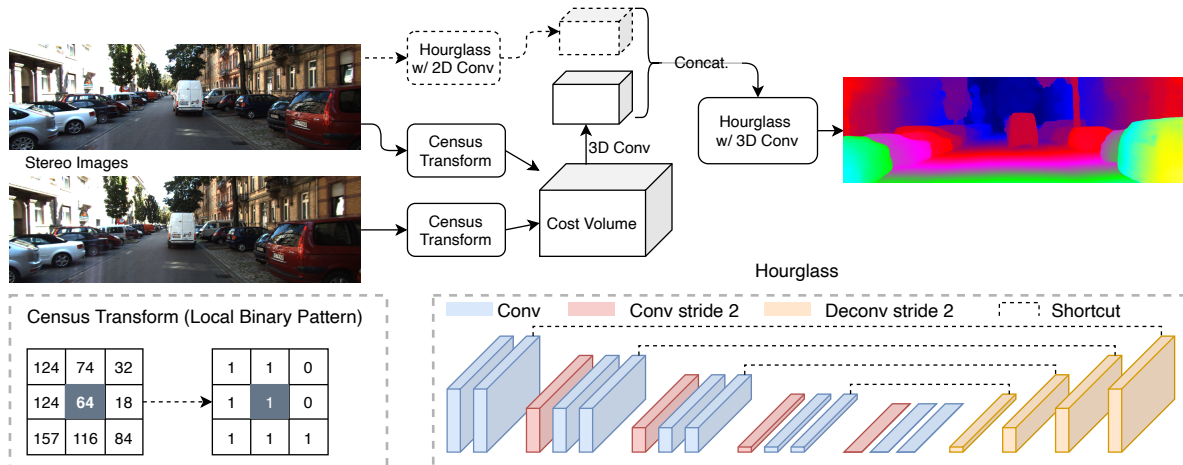 Hourglass
w/ 2D Conv
Concat.
Hourglass
w/ 3D Conv
Census
Transform
3D Conv
Stereo Images
Census
Transform
Cost Volume
Hourglass
Census Transform (Local Binary Pattern)
124 74 32
124 64 18
157 116 84
1 1 0
1 1 0
1 1 1
Conv
Conv stride 2
Deconv stride 2
Shortcut